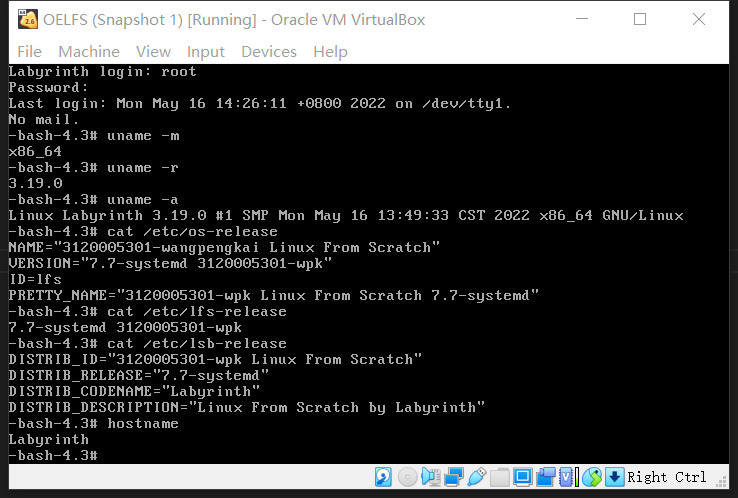 OELFS (Snapshot 1) [Running] - Oracle VM VirtualBox
File Machine View Input Devices Help
Labyrinth login: root
Password:
Last login: Mon May 16 14:26:11 +0800 2022 on /dev/tty1.
No mail.
-bash-4.3# uname -m
x86_64
-bash-4.3# uname -r
3.19.0
-bash-4.3# uname -a
Linux Labyrinth 3.19.0 #1 SMP Mon May 16 13:49:33 CST 2022 x86_64 GNU/Linux
-bash-4.3# cat /etc/os-release
NAME="3120005301-wangpengkai Linux From Scratch"
VERSION="7.7-systemd 3120005301-wpk"
ID=lfs
PRETTY_NAME="3120005301-wpk Linux From Scratch 7.7-systemd"
-bash-4.3# cat /etc/lfs-release
7.7-systemd 3120005301-wpk
-bash-4.3# cat /etc/lsb-release
DISTRIB_ID="3120005301-wpk Linux From Scratch"
DISTRIB_RELEASE="7.7-systemd"
DISTRIB_CODENAME="Labyrinth"
DISTRIB_DESCRIPTION="Linux From Scratch by Labyrinth"
-bash-4.3# hostname
Labyrinth
-bash-4.3#
Right Ctrl